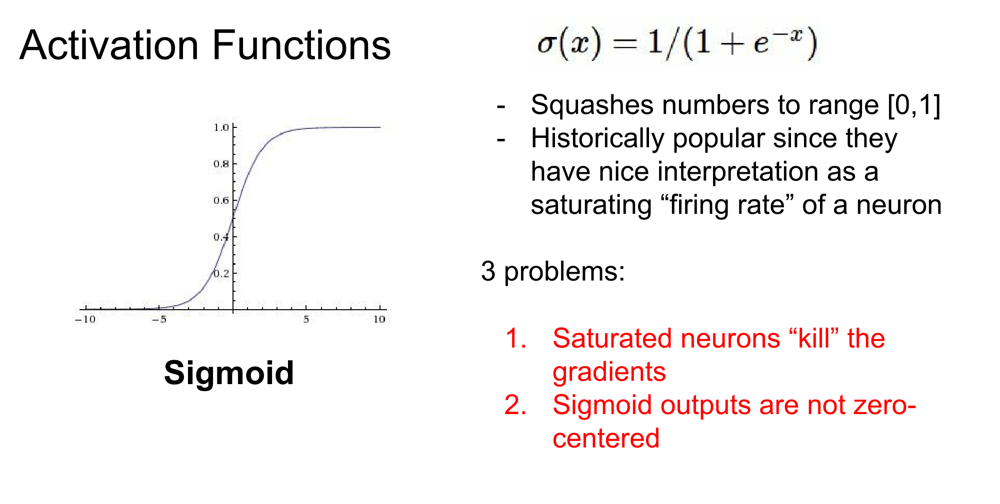 Activation Functions
σ(x) = 1/(1 + e^{−x})
- Squashes numbers to range [0,1]
- Historically popular since they
have nice interpretation as a
saturating “firing rate” of a neuron
3 problems:
1. Saturated neurons “kill” the
gradients
2. Sigmoid outputs are not zero-
centered
1.0
0.8
0.6
0.4
0.2
−10 −5 5 10
Sigmoid